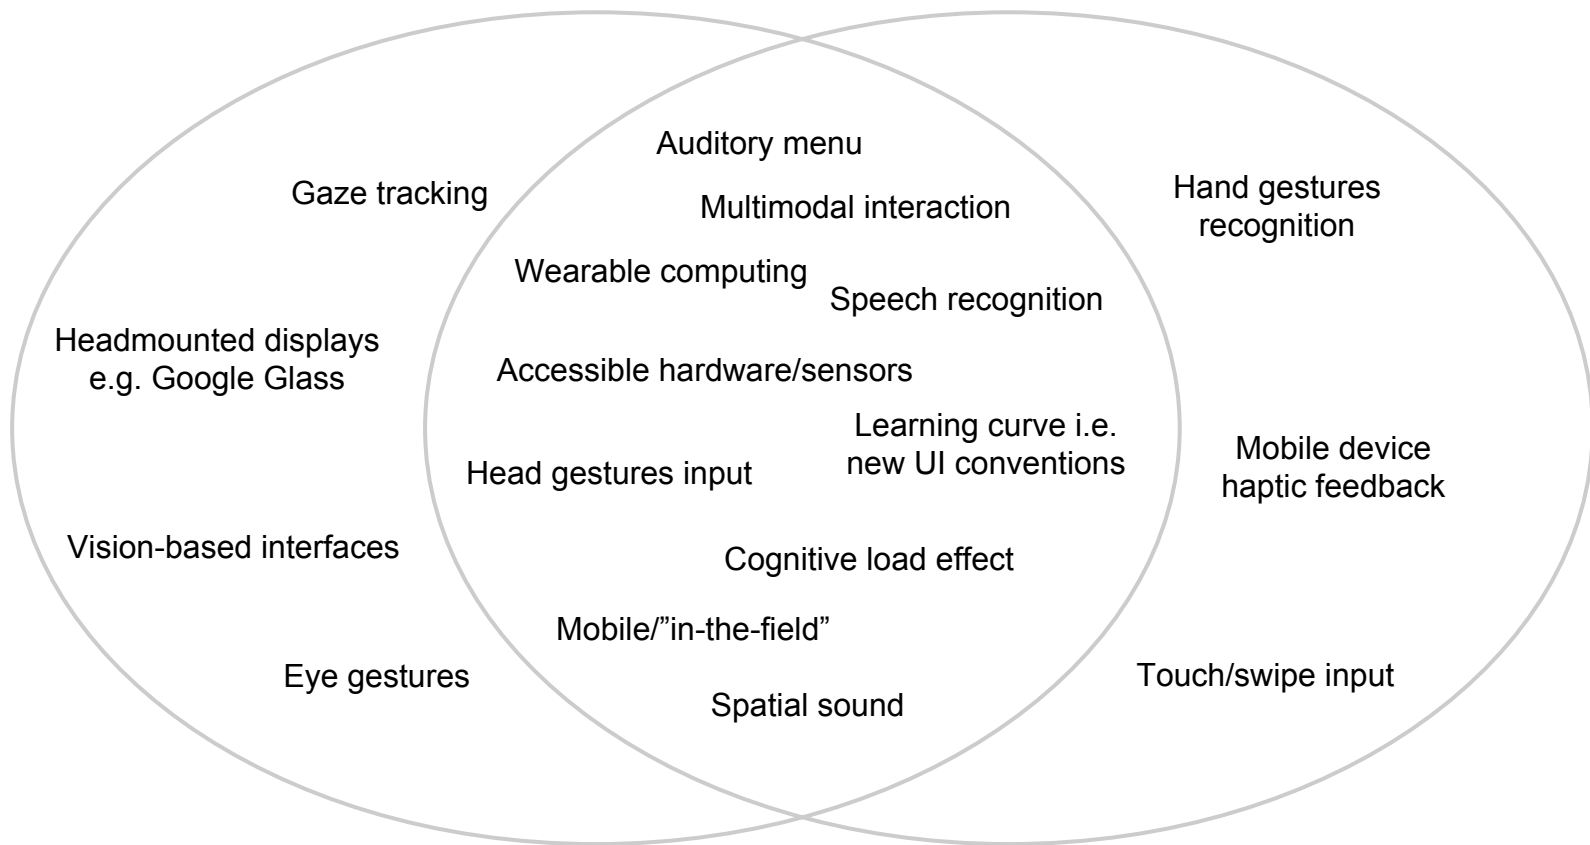 Auditory menu
Gaze tracking
Multimodal interaction
Hand gestures
recognition
Wearable computing
Speech recognition
Headmounted displays
e.g. Google Glass
Accessible hardware/sensors
Learning curve i.e.
new UI conventions
Head gestures input
Mobile device
haptic feedback
Vision-based interfaces
Cognitive load effect
Mobile/”in-the-field”
Eye gestures
Touch/swipe input
Spatial sound